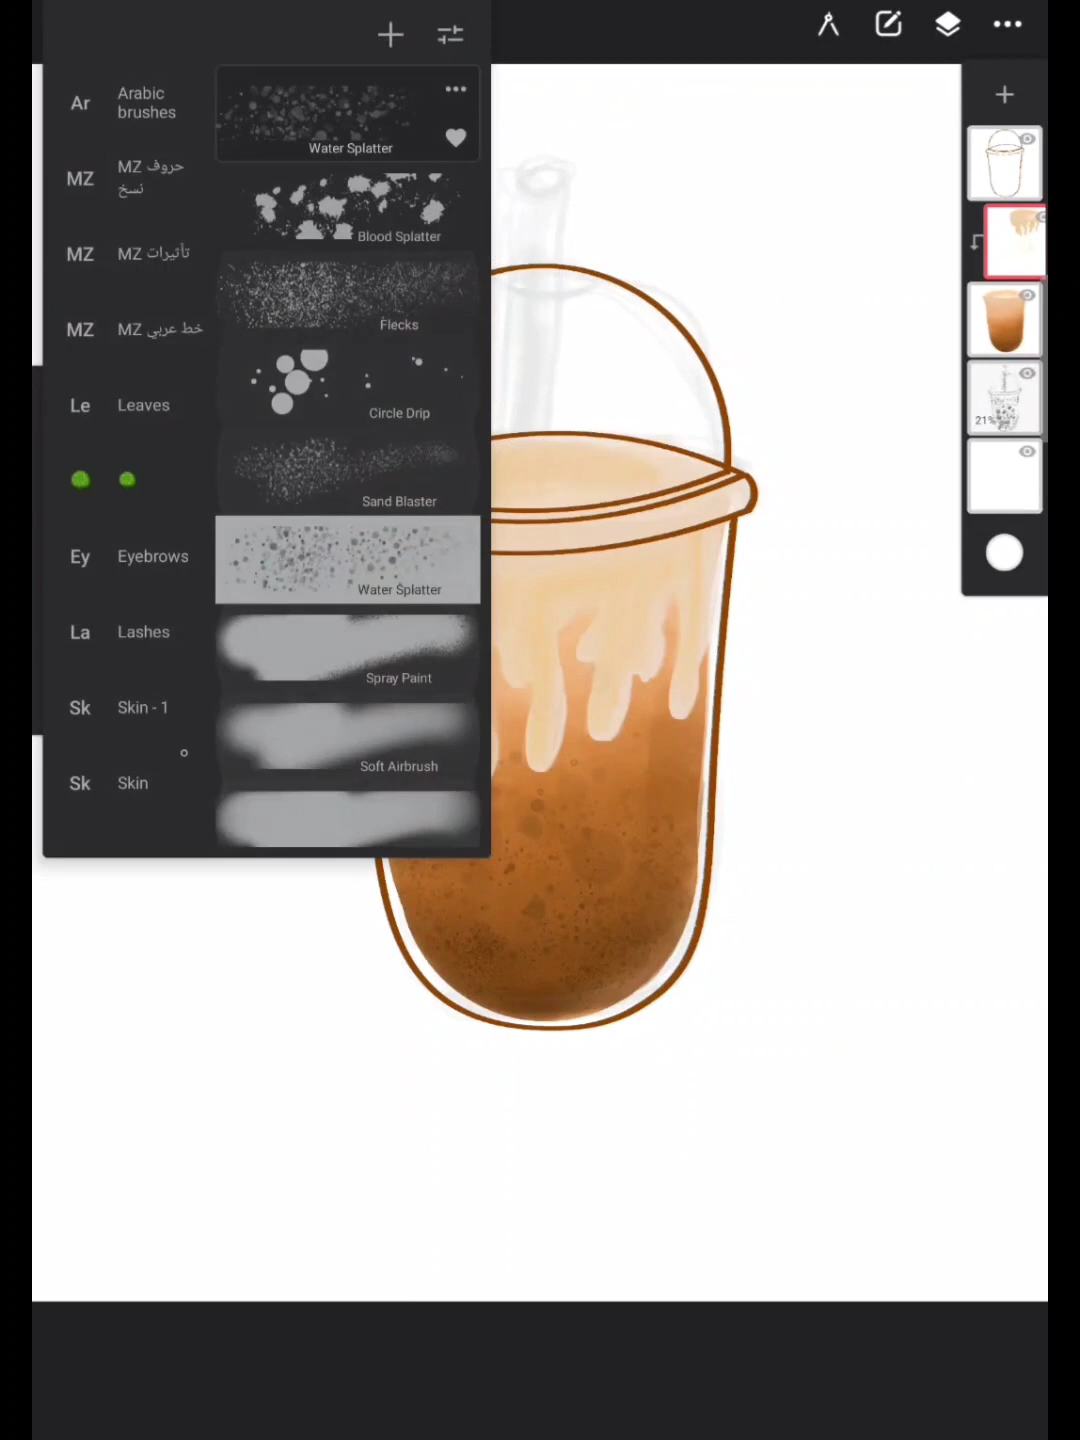 Ar
Arabic
brushes
MZ
MZ حروف
نسخ
MZ
MZ تأثيرات
MZ
MZ خط عربي
Le
Leaves
Ey
Eyebrows
La
Lashes
Sk
Skin - 1
Sk
Skin
Water Splatter
Blood Splatter
Flecks
Circle Drip
Sand Blaster
Water Splatter
Spray Paint
Soft Airbrush
21%